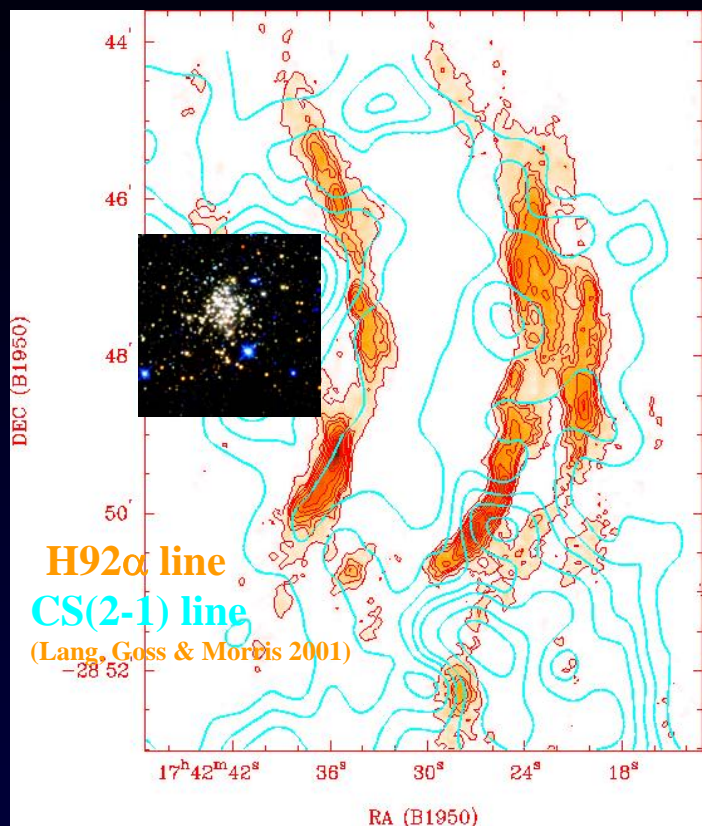 44'
46'
48'
50'
−28 52'
DEC (B1950)
H92α line
CS(2-1) line
(Lang, Goss & Morris 2001)
17ʰ42ᵐ42ˢ
36ˢ
30ˢ
24ˢ
18ˢ
RA (B1950)